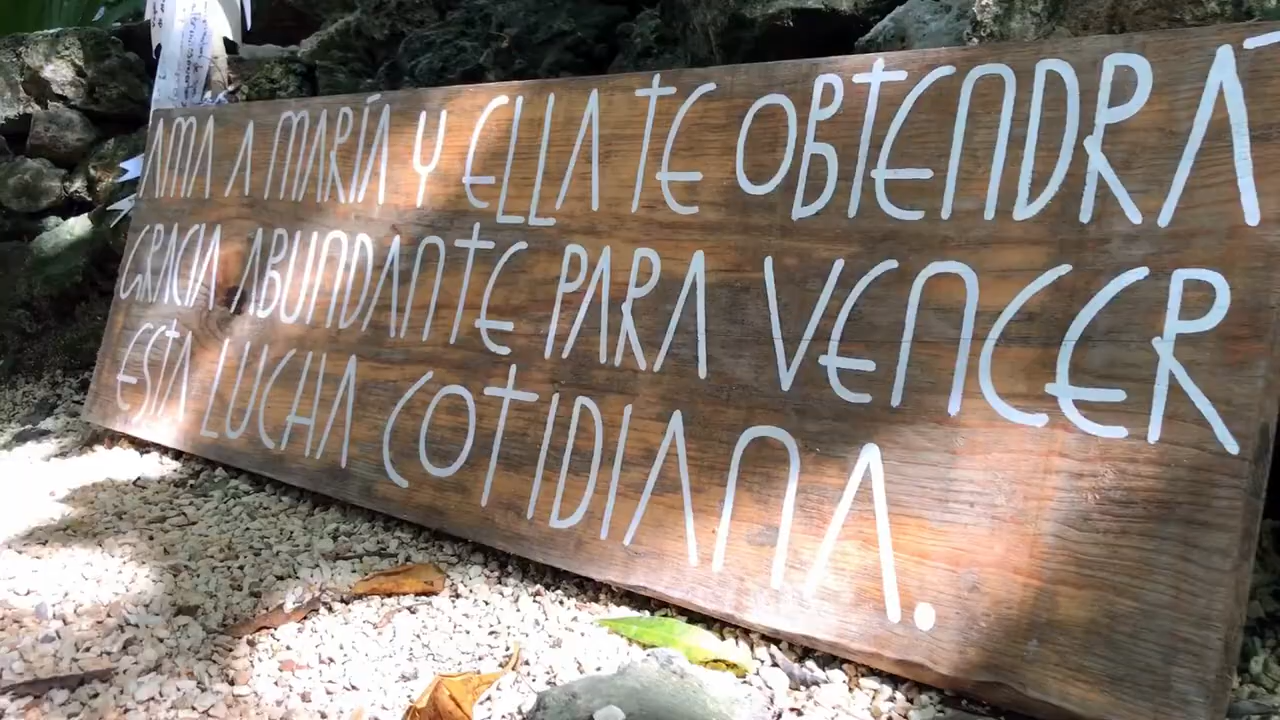 AMA A MARÍA Y ELLA TE OBTENDRÁ
GRACIA ABUNDANTE PARA VENCER
ESTA LUCHA COTIDIANA.